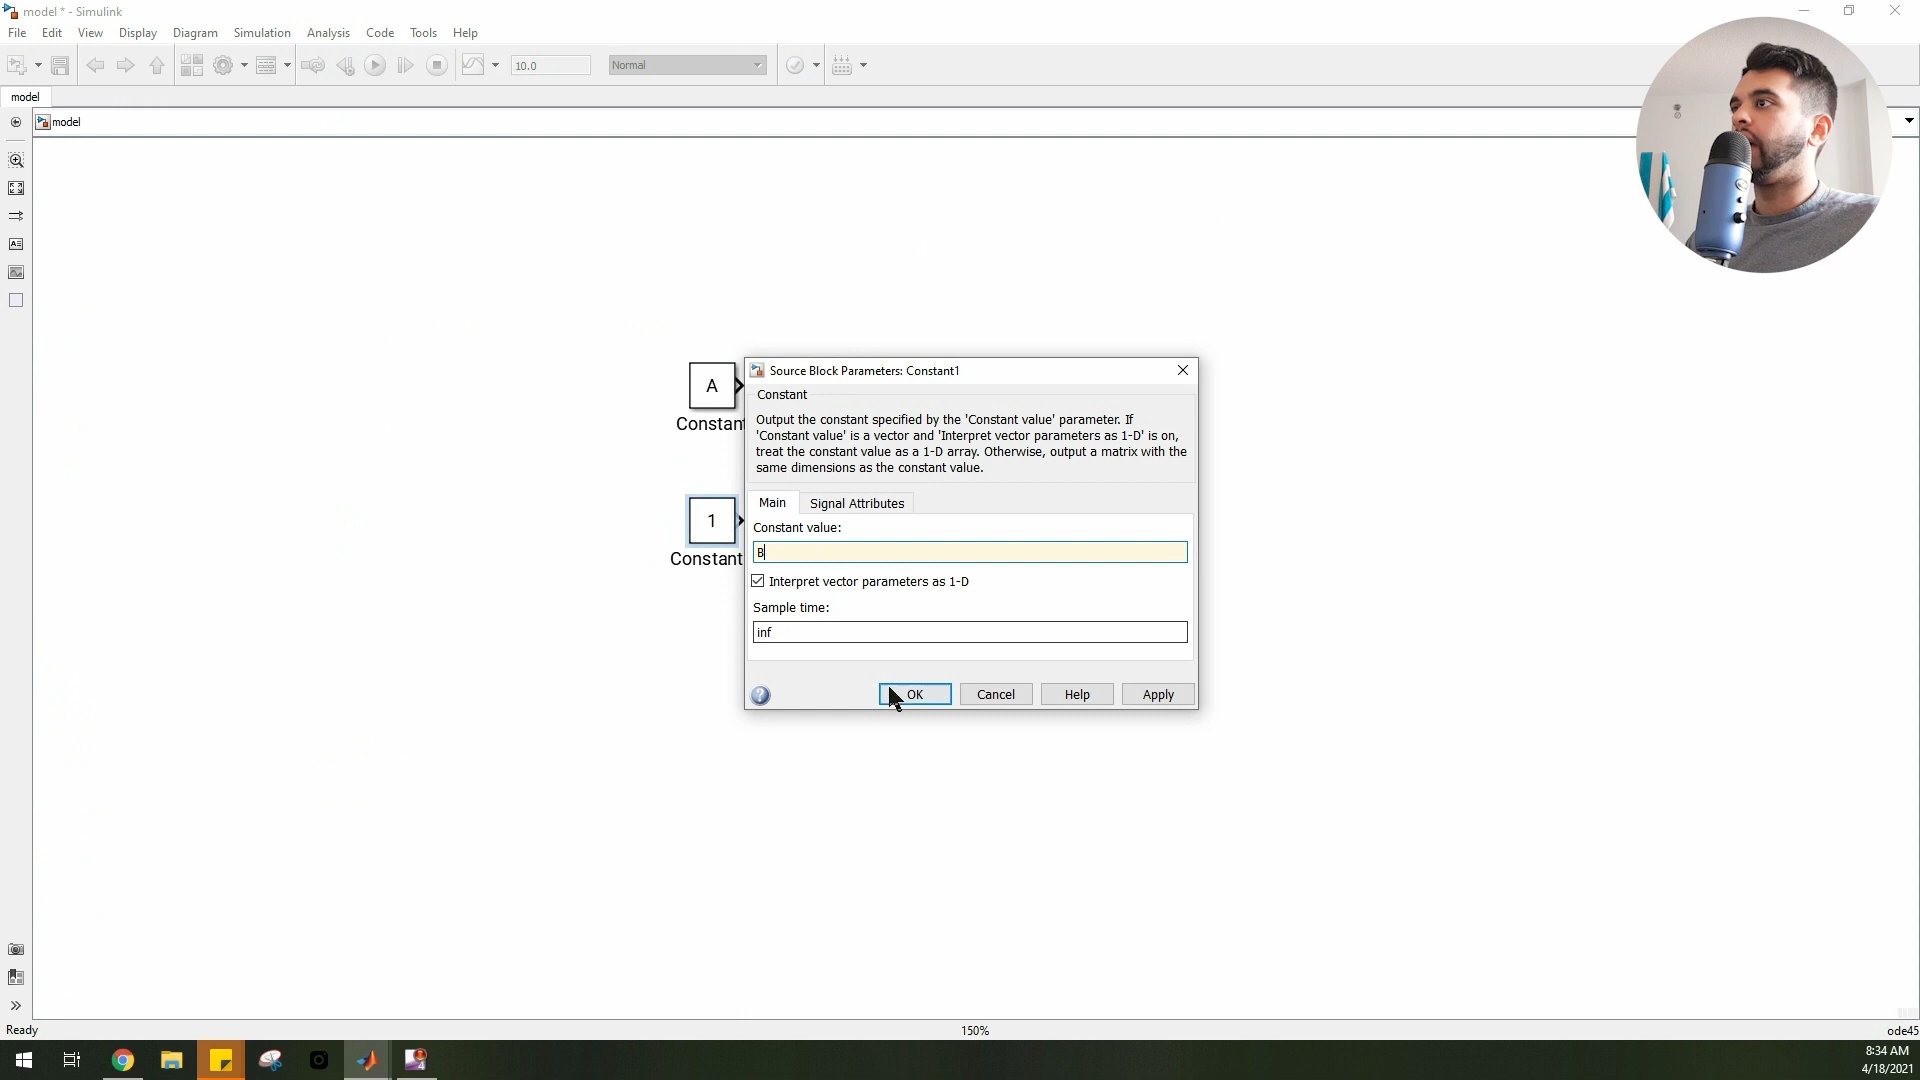 model * - Simulink
File Edit View Display Diagram Simulation Analysis Code Tools Help
10.0 Normal
model
model
A
Constant
1
Constant
Source Block Parameters: Constant1
Constant
Output the constant specified by the 'Constant value' parameter. If
'Constant value' is a vector and 'Interpret vector parameters as 1-D' is on,
treat the constant value as a 1-D array. Otherwise, output a matrix with the
same dimensions as the constant value.
Main Signal Attributes
Constant value:
B
Interpret vector parameters as 1-D
Sample time:
inf
OK Cancel Help Apply
Ready 150% ode45
8:34 AM
4/18/2021